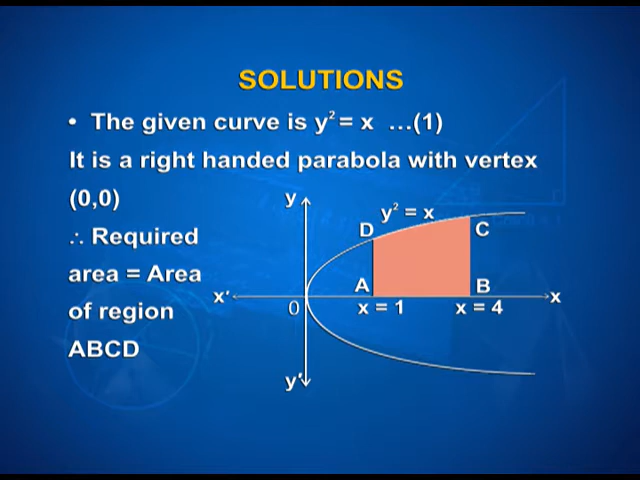 SOLUTIONS
• The given curve is y² = x ...(1)
It is a right handed parabola with vertex
(0,0)
∴ Required
area = Area
of region
ABCD
y
y² = x
D
C
A
B
x′
0
x = 1
x = 4
x
y′